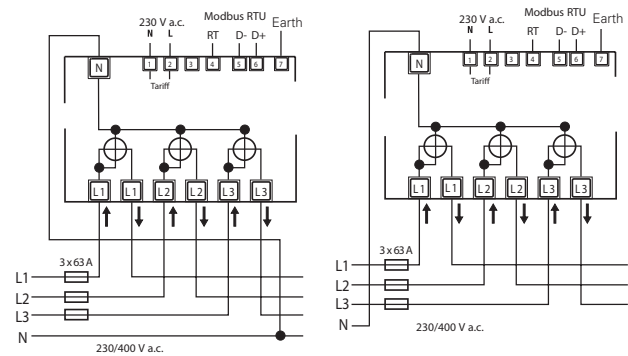 230 V a.c. Modbus RTU Earth
N L RT D- D+
N 1 2 3 4 5 6 7
Tariff
L1 L1 L2 L2 L3 L3
3 x 63 A
L1
L2
L3
N
230/400 V a.c.
230 V a.c. Modbus RTU Earth
N L RT D- D+
N 1 2 3 4 5 6 7
Tariff
L1 L1 L2 L2 L3 L3
3 x 63 A
L1
L2
L3
N
230/400 V a.c.